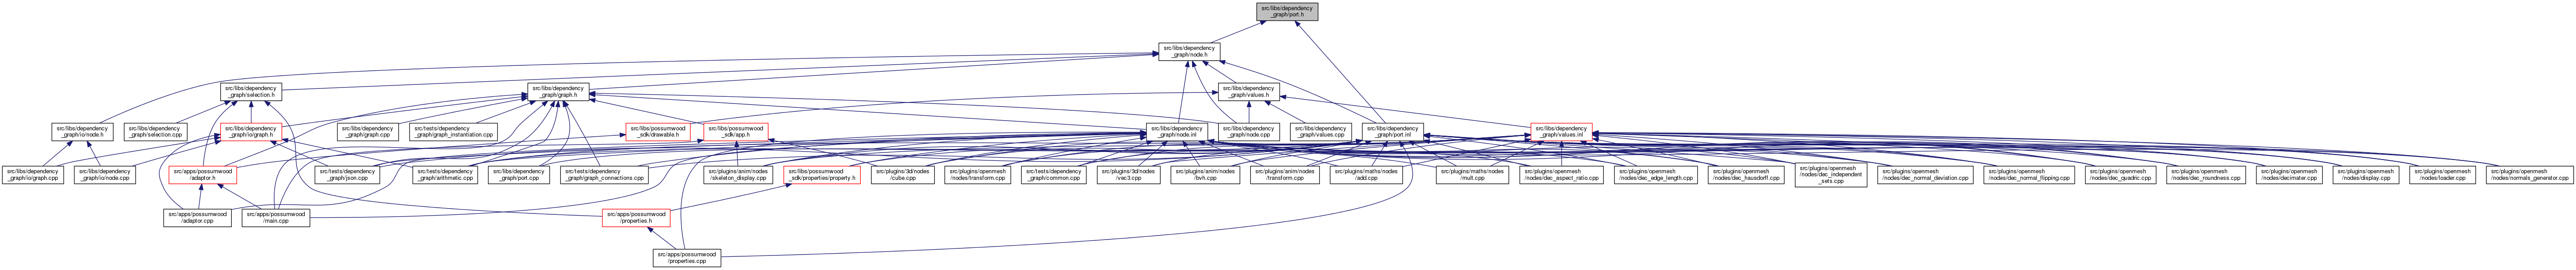 src/libs/dependency
_graph/port.h
src/libs/dependency
_graph/node.h
src/libs/dependency
_graph/selection.h
src/libs/dependency
_graph/graph.h
src/libs/dependency
_graph/values.h
src/libs/dependency
_graph/io/node.h
src/libs/dependency
_graph/selection.cpp
src/libs/dependency
_graph/io/graph.h
src/libs/dependency
_graph/graph.cpp
src/tests/dependency
_graph/graph_instantiation.cpp
src/libs/possumwood
_sdk/drawable.h
src/libs/possumwood
_sdk/app.h
src/libs/dependency
_graph/node.inl
src/libs/dependency
_graph/node.cpp
src/libs/dependency
_graph/values.cpp
src/libs/dependency
_graph/port.inl
src/libs/dependency
_graph/values.inl
src/libs/dependency
_graph/io/graph.cpp
src/libs/dependency
_graph/io/node.cpp
src/apps/possumwood
/adaptor.h
src/tests/dependency
_graph/json.cpp
src/tests/dependency
_graph/arithmetic.cpp
src/libs/dependency
_graph/port.cpp
src/tests/dependency
_graph/graph_connections.cpp
src/plugins/anim/nodes
/skeleton_display.cpp
src/libs/possumwood
_sdk/properties/property.h
src/plugins/3d/nodes
/cube.cpp
src/plugins/openmesh
/nodes/transform.cpp
src/tests/dependency
_graph/common.cpp
src/plugins/3d/nodes
/vec3.cpp
src/plugins/anim/nodes
/bvh.cpp
src/plugins/anim/nodes
/transform.cpp
src/plugins/maths/nodes
/add.cpp
src/plugins/maths/nodes
/mult.cpp
src/plugins/openmesh
/nodes/dec_aspect_ratio.cpp
src/plugins/openmesh
/nodes/dec_edge_length.cpp
src/plugins/openmesh
/nodes/dec_hausdorff.cpp
src/plugins/openmesh
/nodes/dec_independent
_sets.cpp
src/plugins/openmesh
/nodes/dec_normal_deviation.cpp
src/plugins/openmesh
/nodes/dec_normal_flipping.cpp
src/plugins/openmesh
/nodes/dec_quadric.cpp
src/plugins/openmesh
/nodes/dec_roundness.cpp
src/plugins/openmesh
/nodes/decimater.cpp
src/plugins/openmesh
/nodes/display.cpp
src/plugins/openmesh
/nodes/loader.cpp
src/plugins/openmesh
/nodes/normals_generator.cpp
src/apps/possumwood
/adaptor.cpp
src/apps/possumwood
/main.cpp
src/apps/possumwood
/properties.h
src/apps/possumwood
/properties.cpp